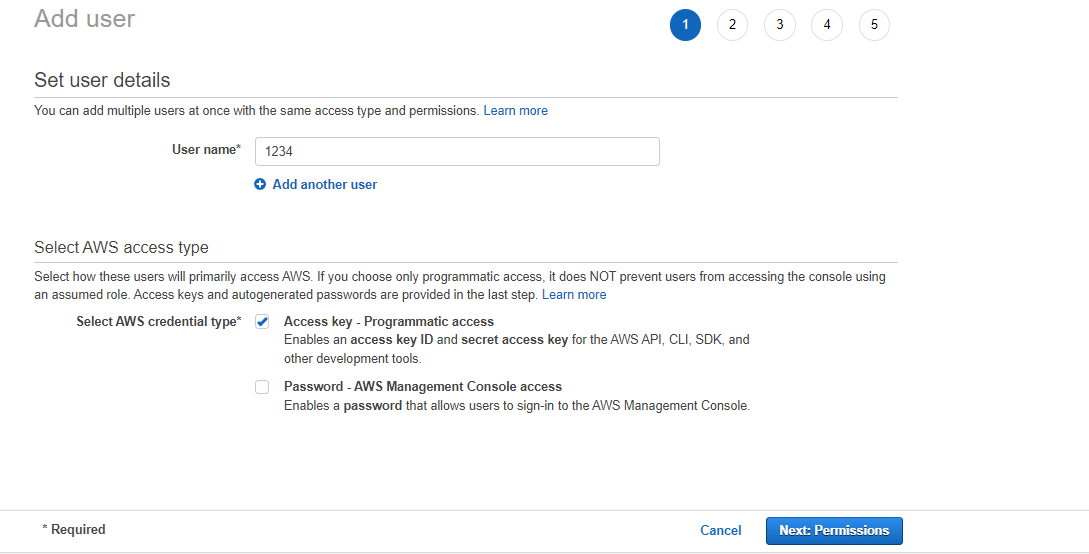 Add user
1 2 3 4 5
Set user details
You can add multiple users at once with the same access type and permissions. Learn more
User name* 1234
Add another user
Select AWS access type
Select how these users will primarily access AWS. If you choose only programmatic access, it does NOT prevent users from accessing the console using
an assumed role. Access keys and autogenerated passwords are provided in the last step. Learn more
Select AWS credential type* Access key - Programmatic access
Enables an access key ID and secret access key for the AWS API, CLI, SDK, and
other development tools.
Password - AWS Management Console access
Enables a password that allows users to sign-in to the AWS Management Console.
* Required Cancel Next: Permissions